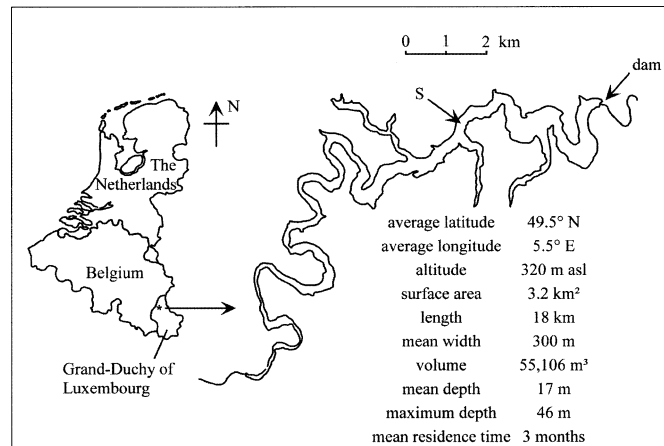 0 1 2 km
dam
S
N
The
Netherlands
Belgium
Grand-Duchy of
Luxembourg
average latitude 49.5° N
average longitude 5.5° E
altitude 320 m asl
surface area 3.2 km²
length 18 km
mean width 300 m
volume 55,106 m³
mean depth 17 m
maximum depth 46 m
mean residence time 3 months